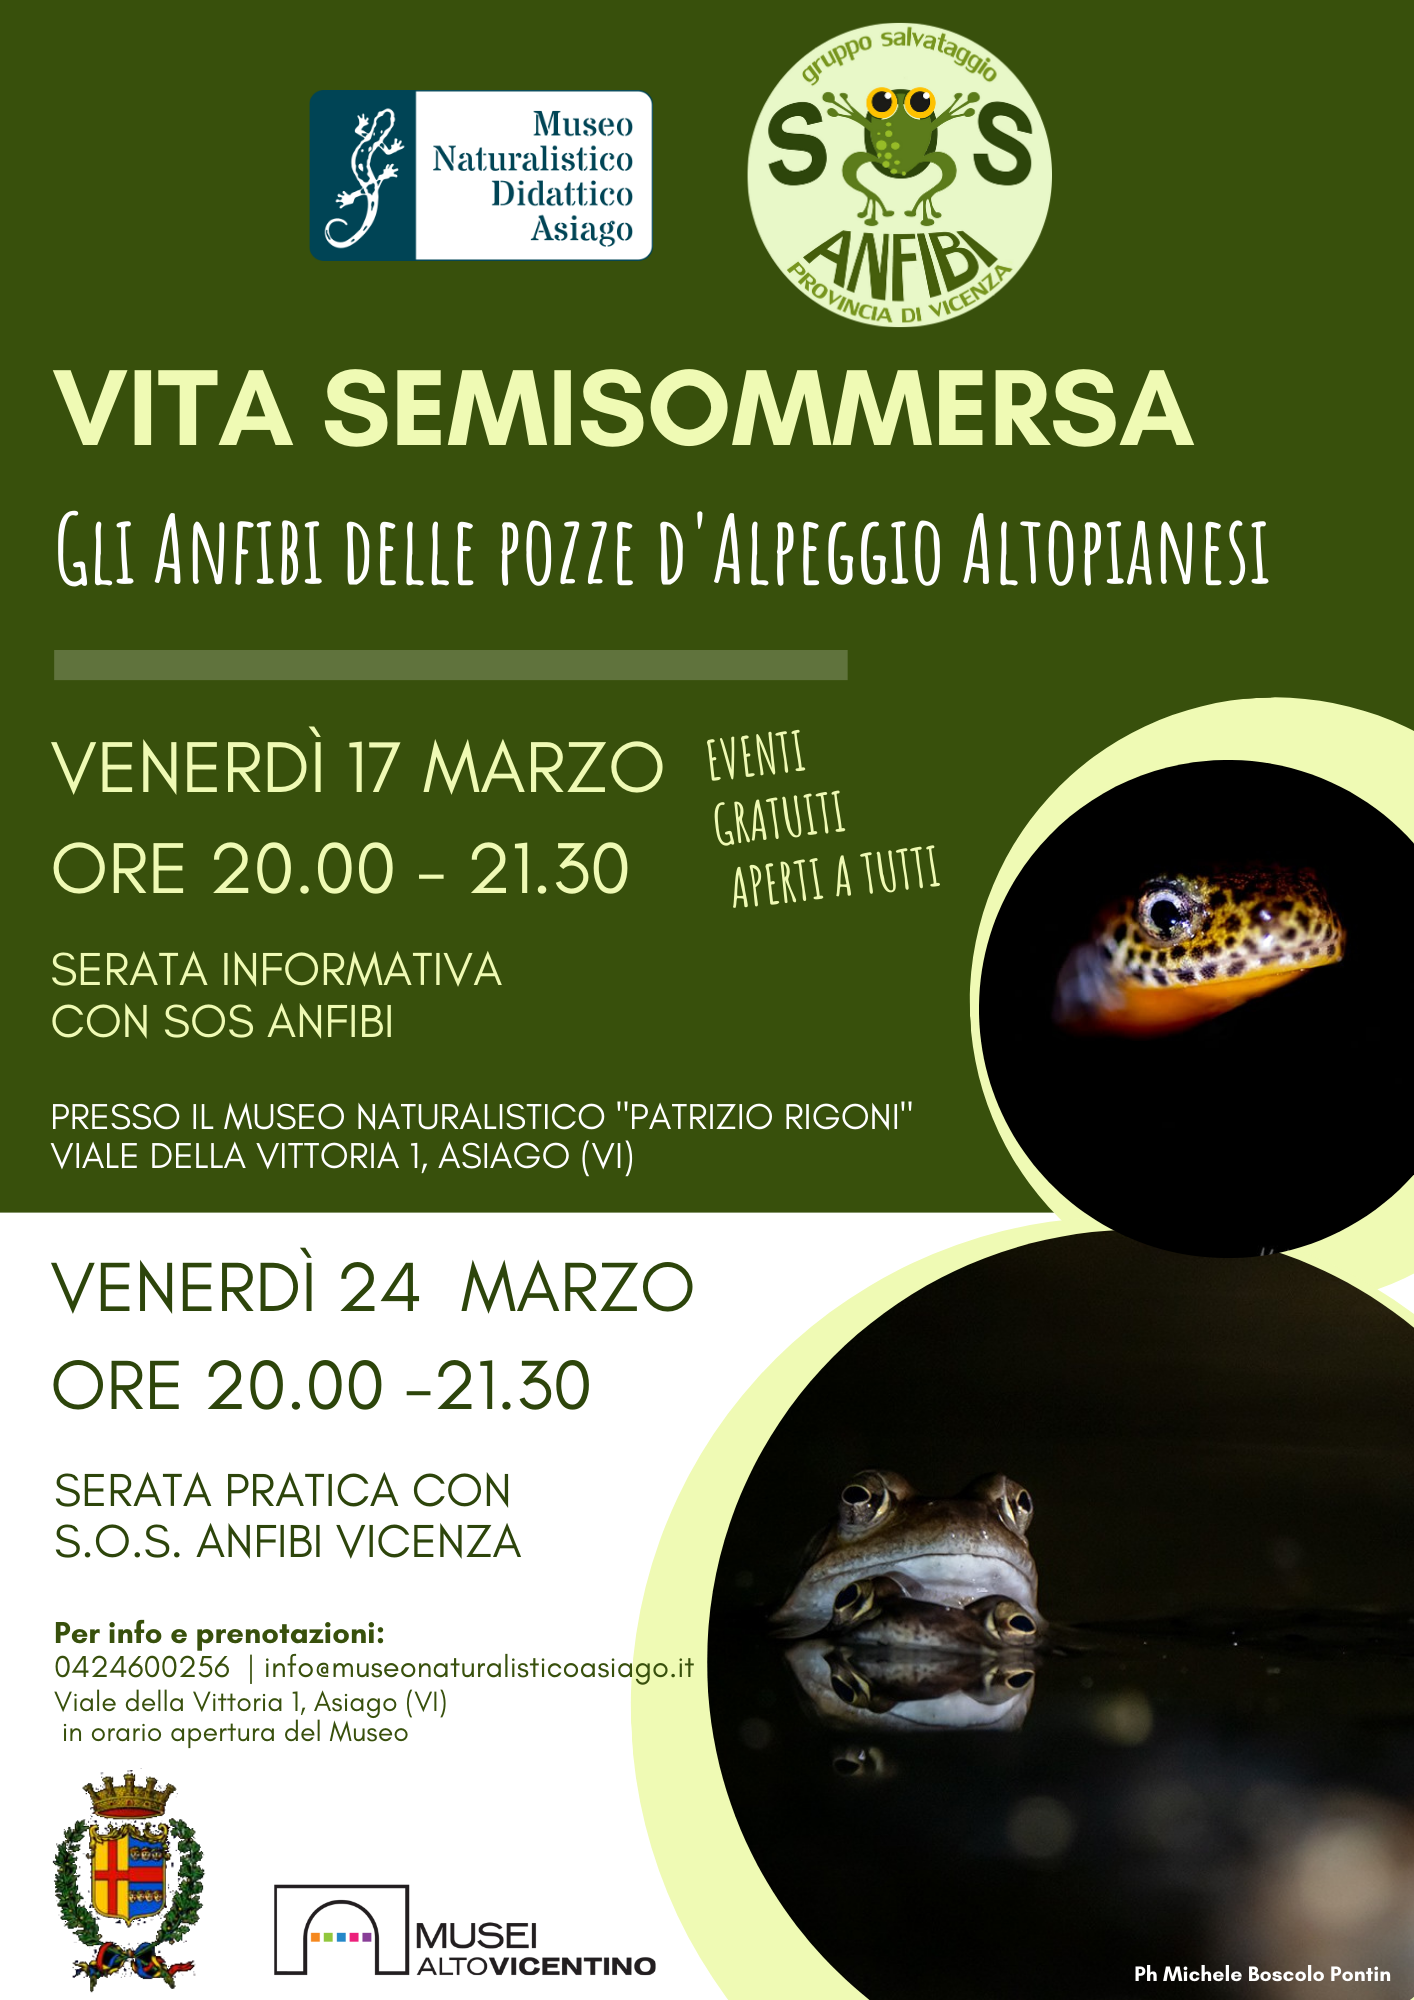 Museo
Naturalistico
Didattico
Asiago
gruppo salvataggio
SOS
ANFIBI
PROVINCIA DI VICENZA
VITA SEMISOMMERSA
GLI ANFIBI DELLE POZZE D'ALPEGGIO ALTOPIANESI
VENERDÌ 17 MARZO
ORE 20.00 - 21.30
EVENTI
GRATUITI
APERTI A TUTTI
SERATA INFORMATIVA
CON SOS ANFIBI
PRESSO IL MUSEO NATURALISTICO "PATRIZIO RIGONI"
VIALE DELLA VITTORIA 1, ASIAGO (VI)
VENERDÌ 24 MARZO
ORE 20.00 -21.30
SERATA PRATICA CON
S.O.S. ANFIBI VICENZA
Per info e prenotazioni:
0424600256 | info@museonaturalisticoasiago.it
Viale della Vittoria 1, Asiago (VI)
in orario apertura del Museo
MUSEI
ALTOVICENTINO
Ph Michele Boscolo Pontin